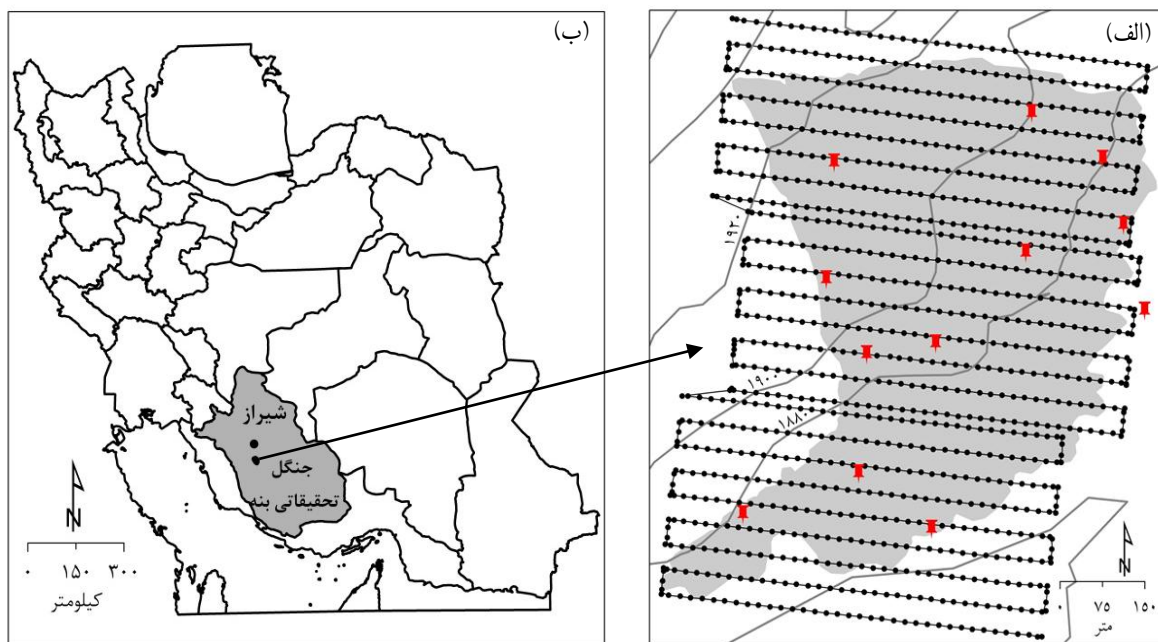 (الف)
۱۹۲۰
۱۹۰۰
۱۸۸۰
N
۰ ۷۵ ۱۵۰
متر
(ب)
شیراز
جنگل
تحقیقاتی بنه
N
۰ ۱۵۰ ۳۰۰
کیلومتر